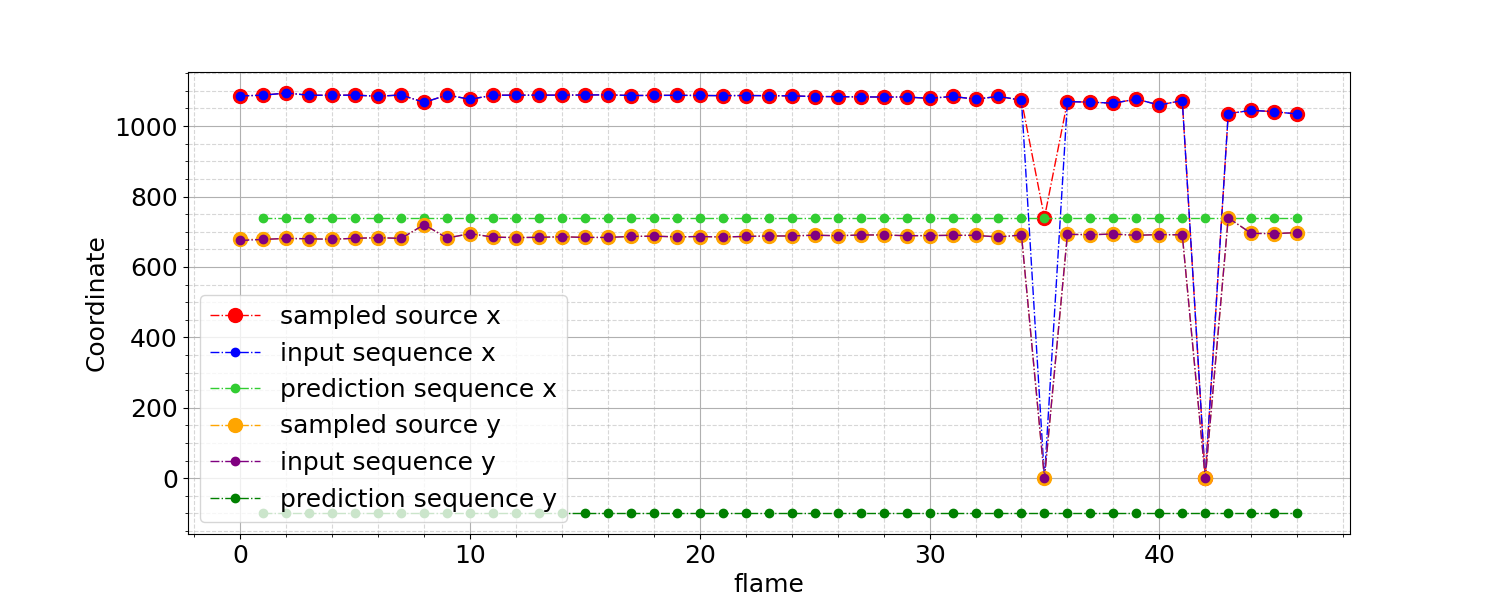 1000
800
600
400
200
0
Coordinate
sampled source x
input sequence x
prediction sequence x
sampled source y
input sequence y
prediction sequence y
0 10 20 30 40
flame